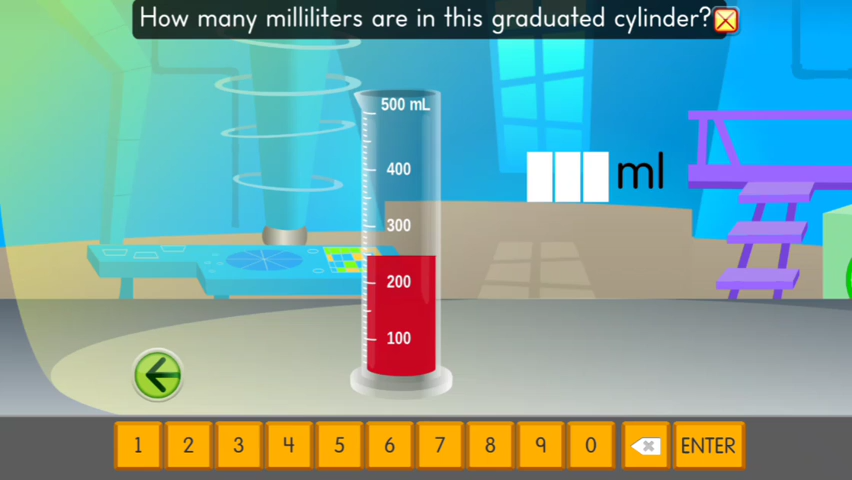 How many milliliters are in this graduated cylinder?
500 mL
400
ml
300
200
100
1 2 3 4 5 6 7 8 9 0 ENTER